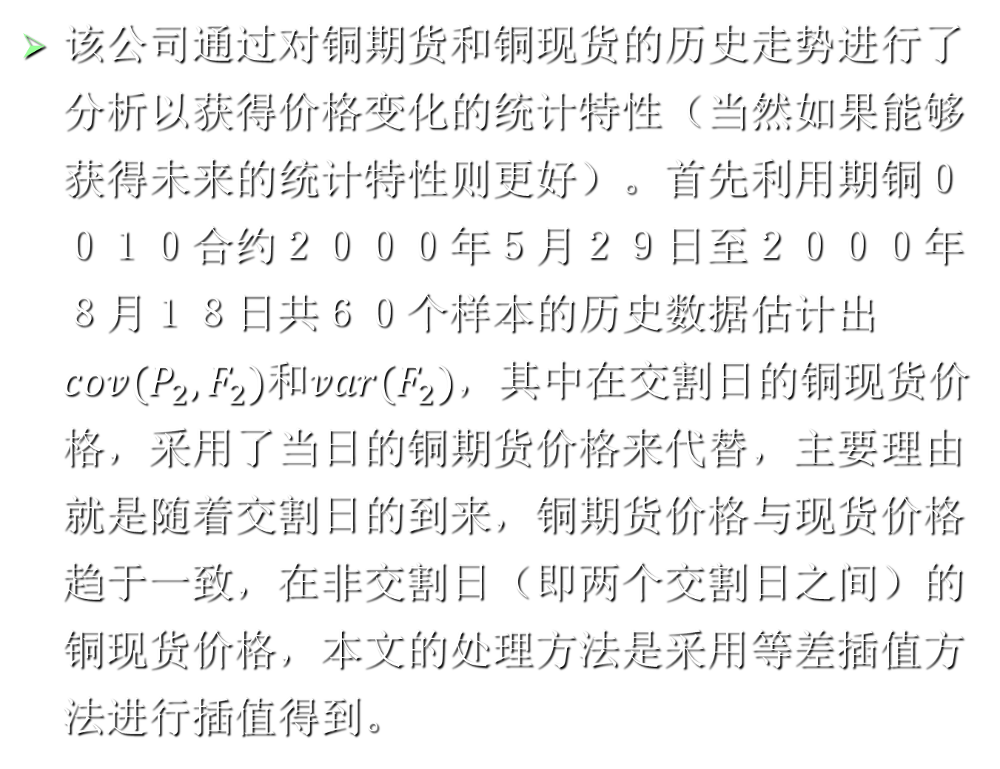 ➢ 该公司通过对铜期货和铜现货的历史走势进行了
分析以获得价格变化的统计特性（当然如果能够
获得未来的统计特性则更好）。首先利用期铜０
０１０合约２０００年５月２９日至２０００年
８月１８日共６０个样本的历史数据估计出
cov(P₂,F₂)和var(F₂)，其中在交割日的铜现货价
格，采用了当日的铜期货价格来代替，主要理由
就是随着交割日的到来，铜期货价格与现货价格
趋于一致，在非交割日（即两个交割日之间）的
铜现货价格，本文的处理方法是采用等差插值方
法进行插值得到。